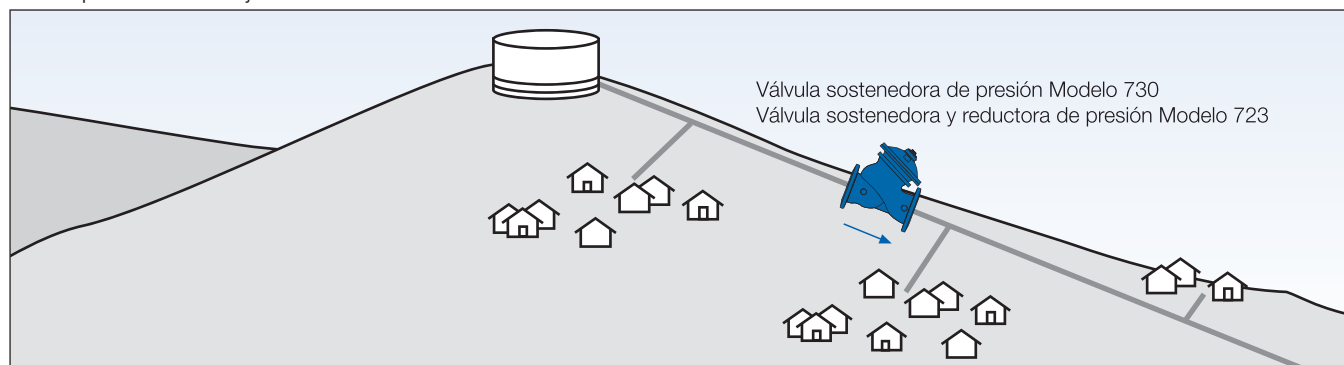 Válvula sostenedora de presión Modelo 730
Válvula sostenedora y reductora de presión Modelo 723